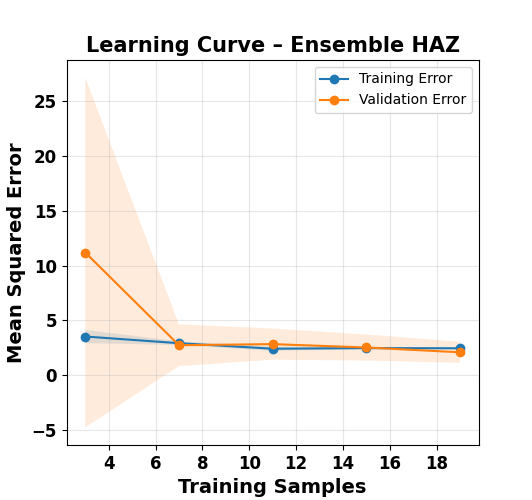 Learning Curve – Ensemble HAZ
Training Error
Validation Error
Mean Squared Error
25
20
15
10
5
0
−5
4 6 8 10 12 14 16 18
Training Samples